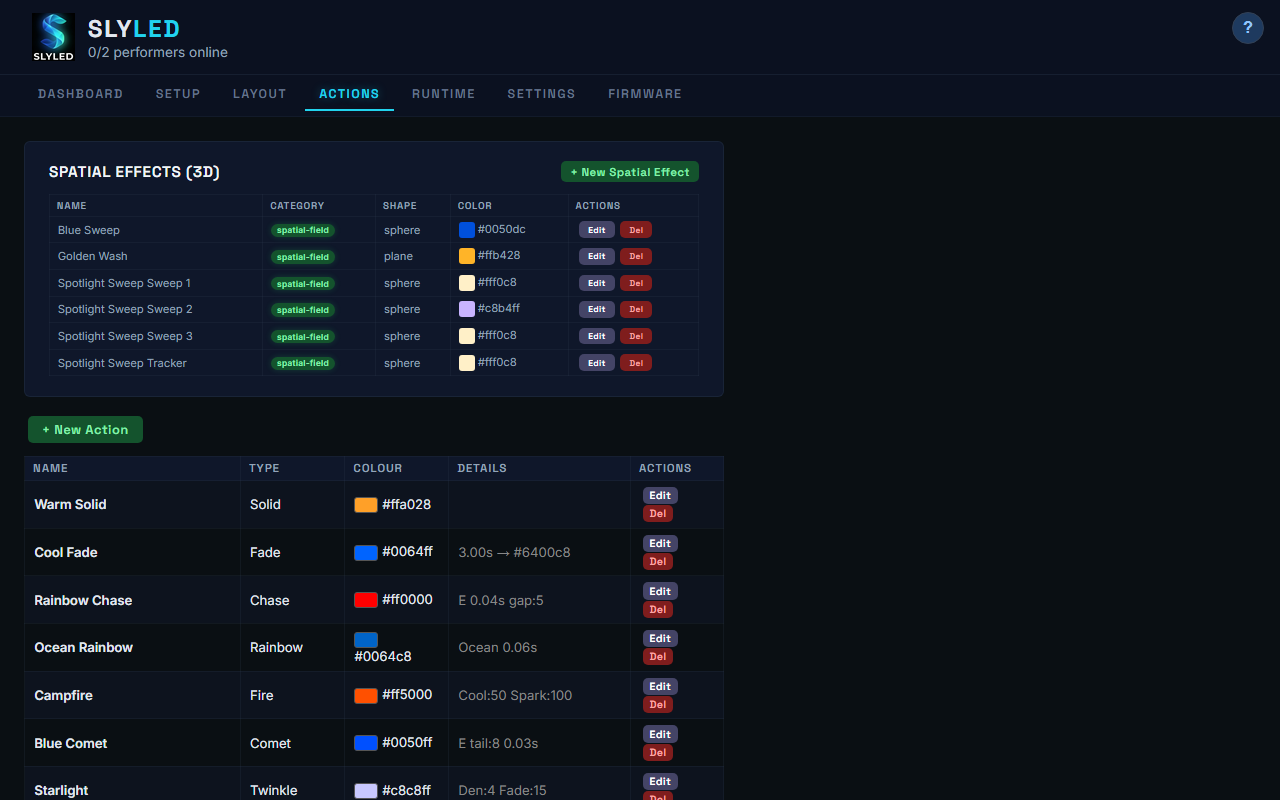 SLYLED
SLYLED
0/2 performers online
?
DASHBOARD SETUP LAYOUT ACTIONS RUNTIME SETTINGS FIRMWARE
SPATIAL EFFECTS (3D) + New Spatial Effect
NAME CATEGORY SHAPE COLOR ACTIONS
Blue Sweep spatial-field sphere #0050dc Edit Del
Golden Wash spatial-field plane #ffb428 Edit Del
Spotlight Sweep Sweep 1 spatial-field sphere #fff0c8 Edit Del
Spotlight Sweep Sweep 2 spatial-field sphere #c8b4ff Edit Del
Spotlight Sweep Sweep 3 spatial-field sphere #fff0c8 Edit Del
Spotlight Sweep Tracker spatial-field sphere #fff0c8 Edit Del
+ New Action
NAME TYPE COLOUR DETAILS ACTIONS
Warm Solid Solid #ffa028 Edit
Del
Cool Fade Fade #0064ff 3.00s → #6400c8 Edit
Del
Rainbow Chase Chase #ff0000 E 0.04s gap:5 Edit
Del
Ocean Rainbow Rainbow #0064c8 Ocean 0.06s Edit
Del
Campfire Fire #ff5000 Cool:50 Spark:100 Edit
Del
Blue Comet Comet #0050ff E tail:8 0.03s Edit
Del
Starlight Twinkle #c8c8ff Den:4 Fade:15 Edit
Del